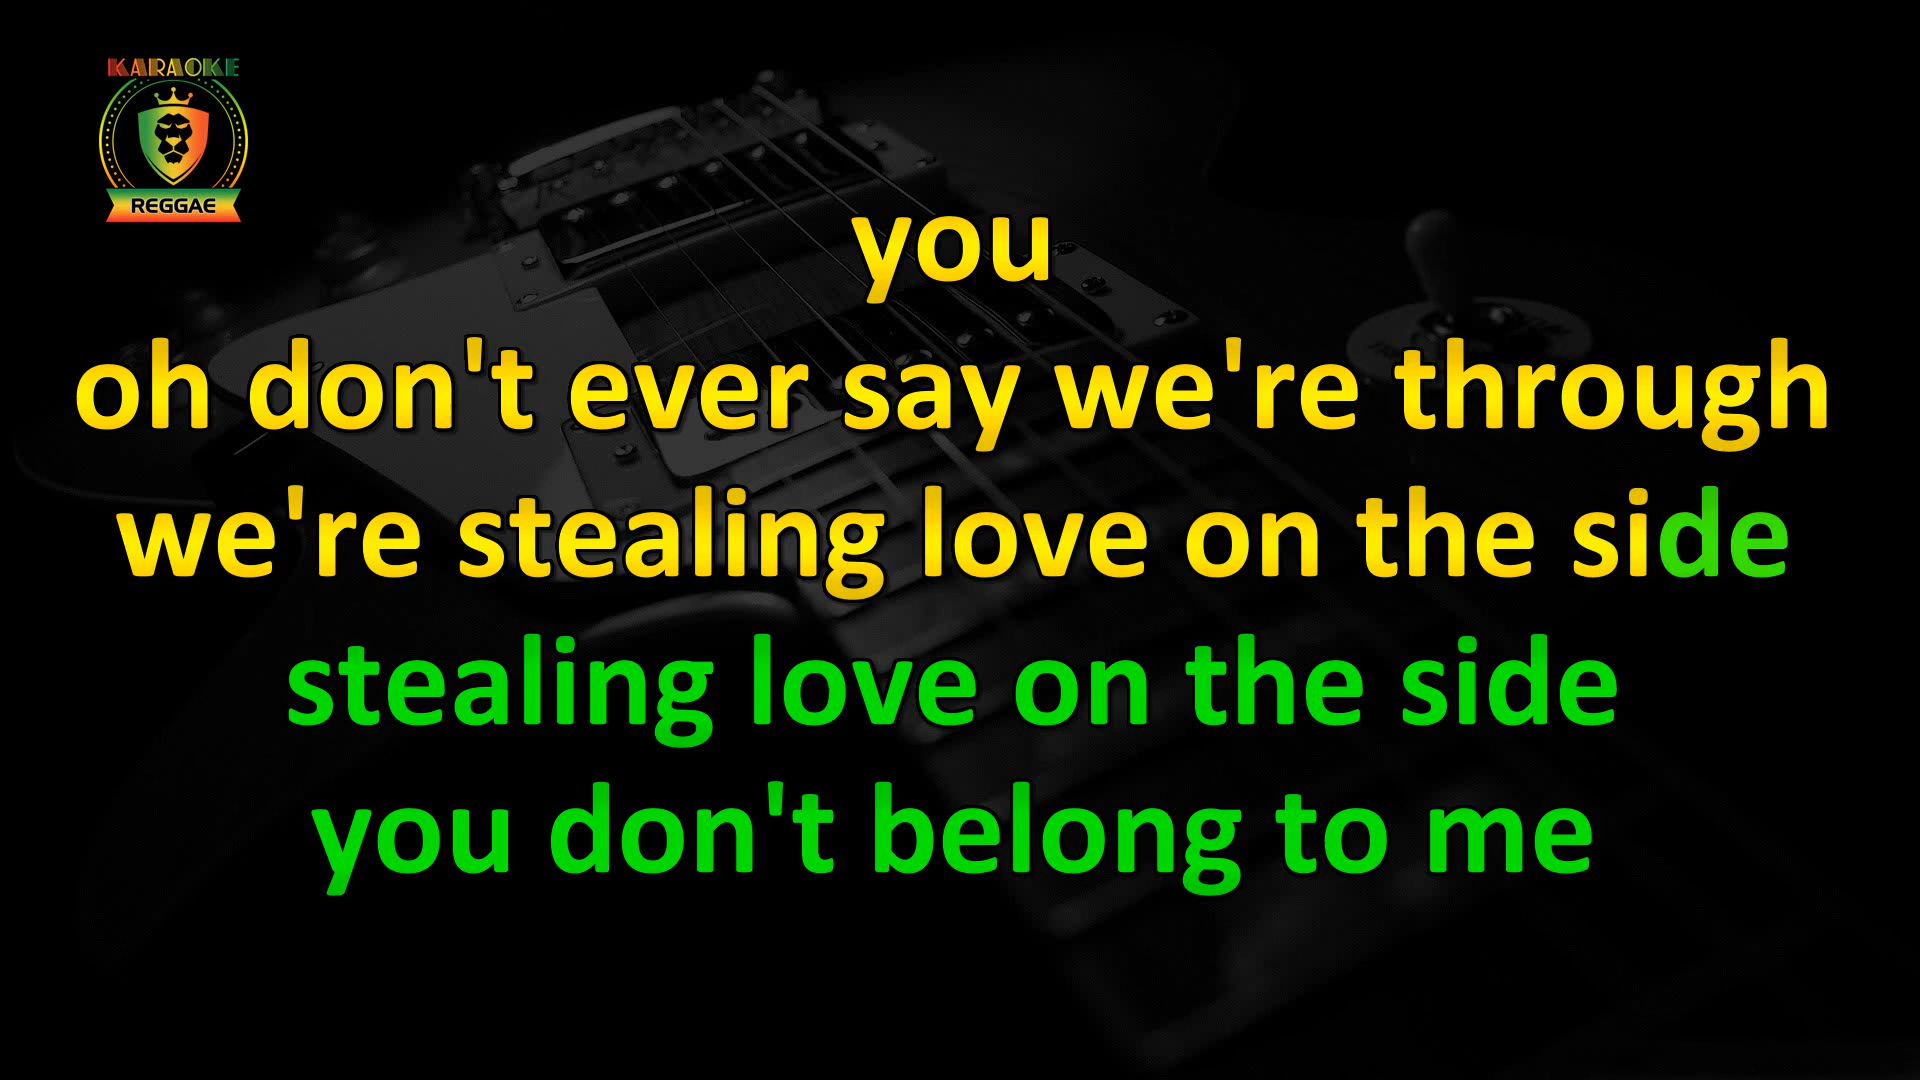 KARAOKE
REGGAE
you
oh don't ever say we're through
we're stealing love on the side
stealing love on the side
you don't belong to me